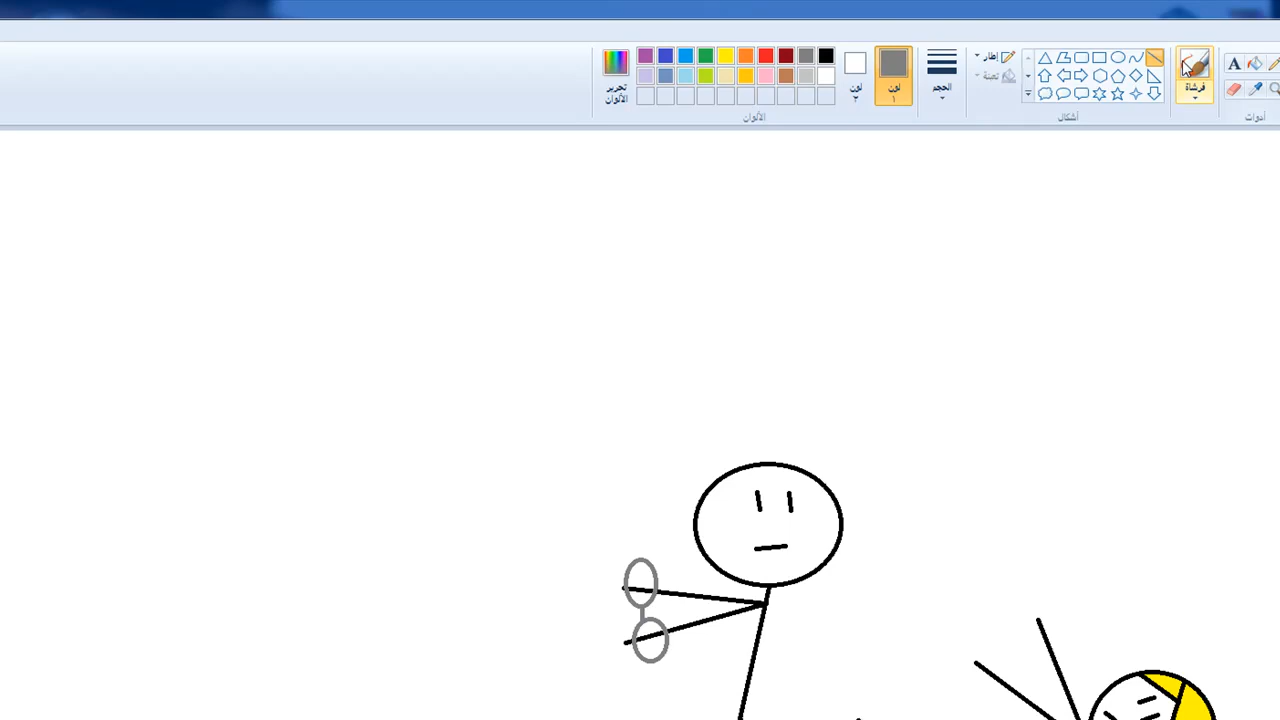 إطار
تعبئة
A
تحرير
الألوان
لون
٢
لون
١
الحجم
فرشاة
الألوان
أشكال
أدوات